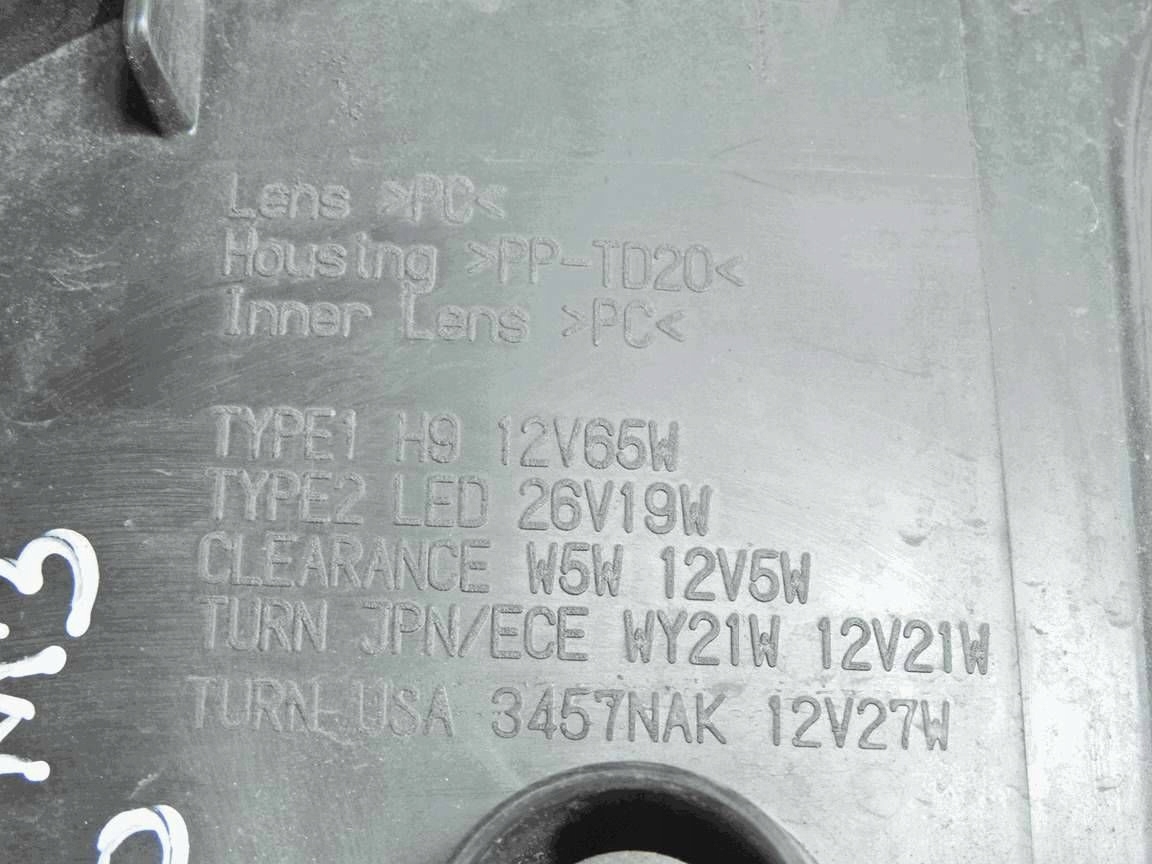 Lens >PC<
Housing >PP-TD20<
Inner Lens >PC<
TYPE1 H9 12V65W
TYPE2 LED 26V19W
CLEARANCE W5W 12V5W
TURN JPN/ECE WY21W 12V21W
TURN USA 3457NAK 12V27W